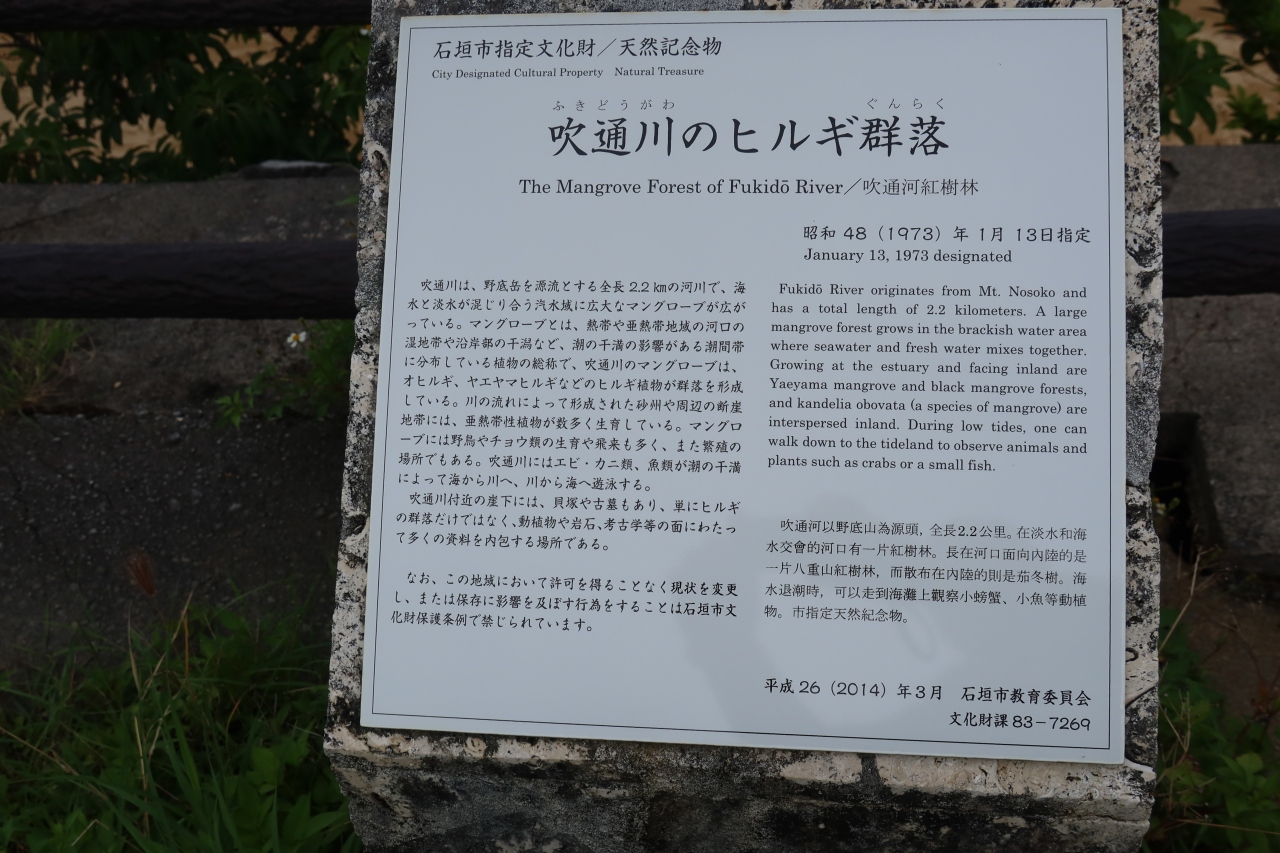 石垣市指定文化財／天然記念物
City Designated Cultural Property Natural Treasure
ふきどうがわ ぐんらく
吹通川のヒルギ群落
The Mangrove Forest of Fukidō River／吹通河紅樹林
昭和 48（1973）年 1月 13日指定
January 13, 1973 designated
吹通川は、野底岳を源流とする全長 2.2 ㎞の河川で、海
水と淡水が混じり合う汽水域に広大なマングローブが広が
っている。マングローブとは、熱帯や亜熱帯地域の河口の
湿地帯や沿岸部の干潟など、潮の干満の影響がある潮間帯
に分布している植物の総称で、吹通川のマングローブは、
オヒルギ、ヤエヤマヒルギなどのヒルギ植物が群落を形成
している。川の流れによって形成された砂州や周辺の断崖
地帯には、亜熱帯性植物が数多く生育している。マングロ
ーブには野鳥やチョウ類の生育や飛来も多く、また繁殖の
場所でもある。吹通川にはエビ・カニ類、魚類が潮の干満
によって海から川へ、川から海へ遊泳する。
吹通川付近の崖下には、貝塚や古墓もあり、単にヒルギ
の群落だけではなく、動植物や岩石、考古学等の面にわたっ
て多くの資料を内包する場所である。
なお、この地域において許可を得ることなく現状を変更
し、または保存に影響を及ぼす行為をすることは石垣市文
化財保護条例で禁じられています。
Fukidō River originates from Mt. Nosoko and
has a total length of 2.2 kilometers. A large
mangrove forest grows in the brackish water area
where seawater and fresh water mixes together.
Growing at the estuary and facing inland are
Yaeyama mangrove and black mangrove forests,
and kandelia obovata (a species of mangrove) are
interspersed inland. During low tides, one can
walk down to the tideland to observe animals and
plants such as crabs or a small fish.
吹通河以野底山為源頭，全長2.2公里。在淡水和海
水交會的河口有一片紅樹林。長在河口面向內陸的是
一片八重山紅樹林，而散布在內陸的則是茄冬樹。海
水退潮時，可以走到海灘上觀察小螃蟹、小魚等動植
物。市指定天然紀念物。
平成 26（2014）年 3月 石垣市教育委員会
文化財課 83－7269